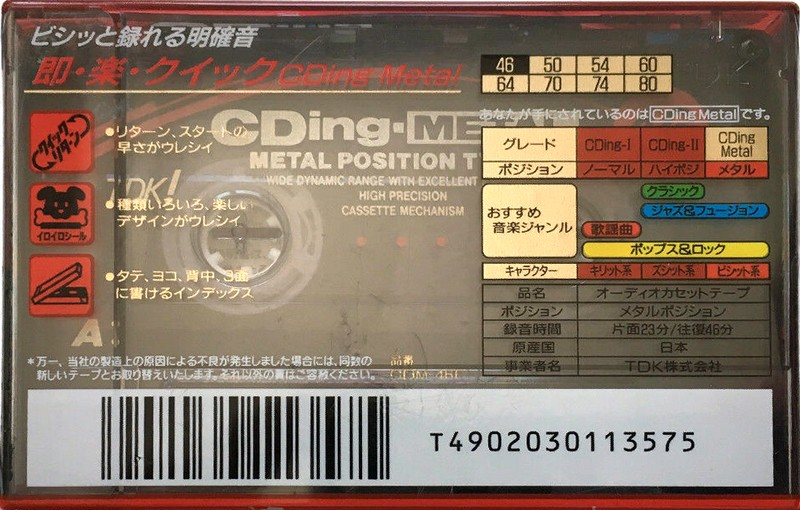 ビシッと録れる明確音
即・楽・クイック CDing Metal
46 50 54 60
64 70 74 80
あなたが手にされているのは CDing Metal です。
クイックリターン
●リターン、スタートの
早さがウレシイ
イロイロシール
●種類いろいろ、楽しい
デザインがウレシイ
●タテ、ヨコ、背中、3曲
に書けるインデックス
CDing-METAL
METAL POSITION
WIDE DYNAMIC RANGE WITH EXCELLENT
HIGH PRECISION
CASSETTE MECHANISM
TDK
A
グレード CDing-I CDing-II CDing Metal
ポジション ノーマル ハイポジ メタル
おすすめ
音楽ジャンル
クラシック
ジャズ&フュージョン
歌謡曲
ポップス&ロック
キャラクター キリット系 ズシット系 ビシット系
品名 オーディオカセットテープ
ポジション メタルポジション
録音時間 片面23分/往復46分
原産国 日本
事業者名 TDK株式会社
*万一、当社の製造上の原因による不良が発生しました場合には、同数の
新しいテープとお取り替えいたします。それ以外の責はご容赦ください。
品番
T4902030113575